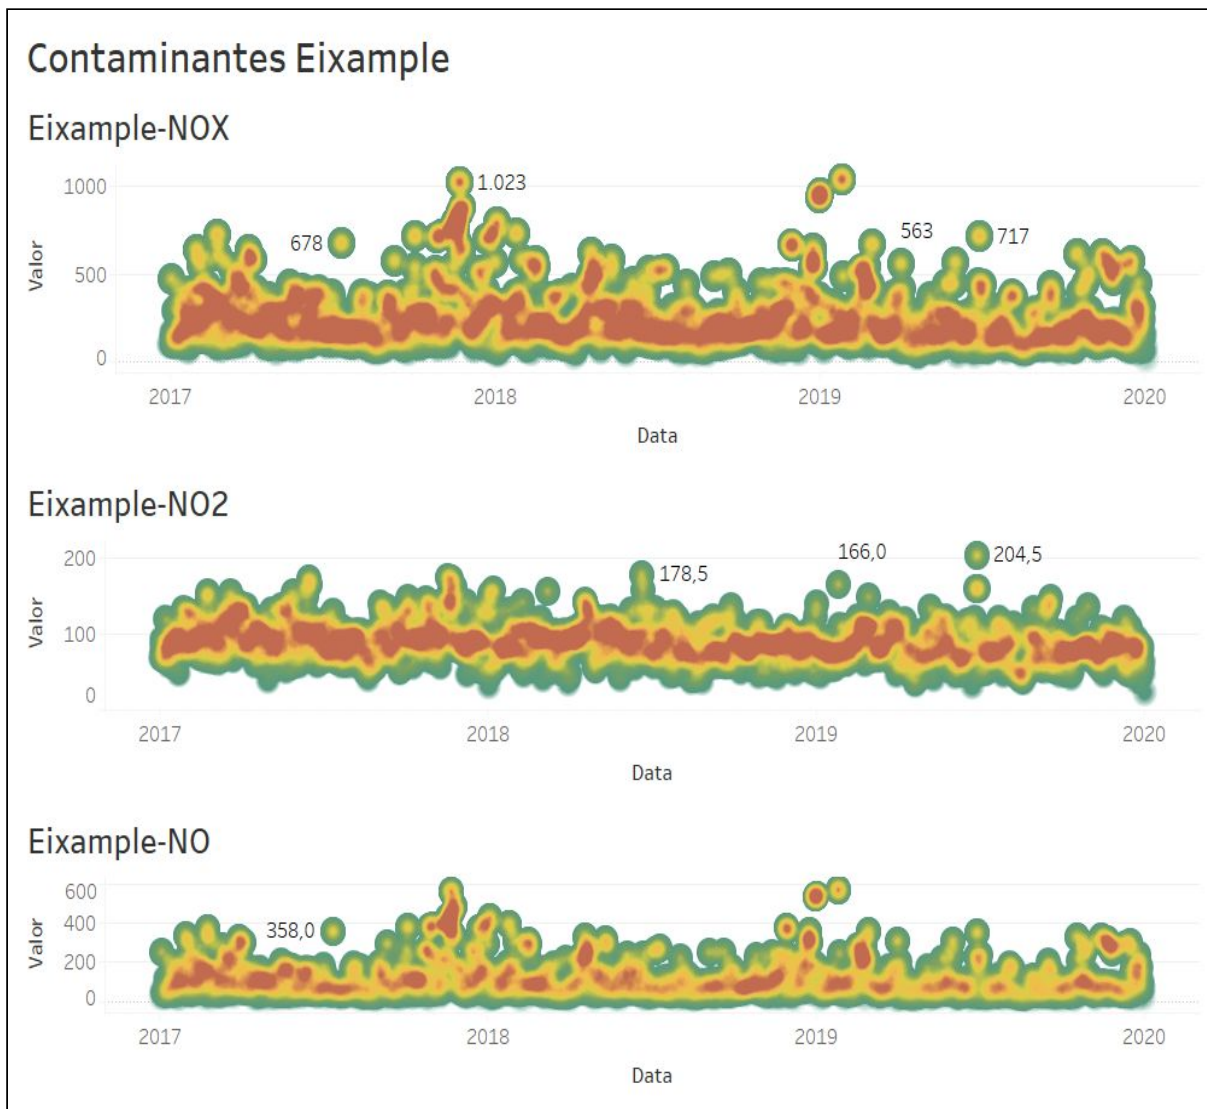 Contaminantes Eixample
Eixample-NOX
1000
1.023
678
563
717
Valor
500
0
2017 2018 2019 2020
Data
Eixample-NO2
200
178,5
166,0
204,5
Valor
100
0
2017 2018 2019 2020
Data
Eixample-NO
600
400
358,0
Valor
200
0
2017 2018 2019 2020
Data